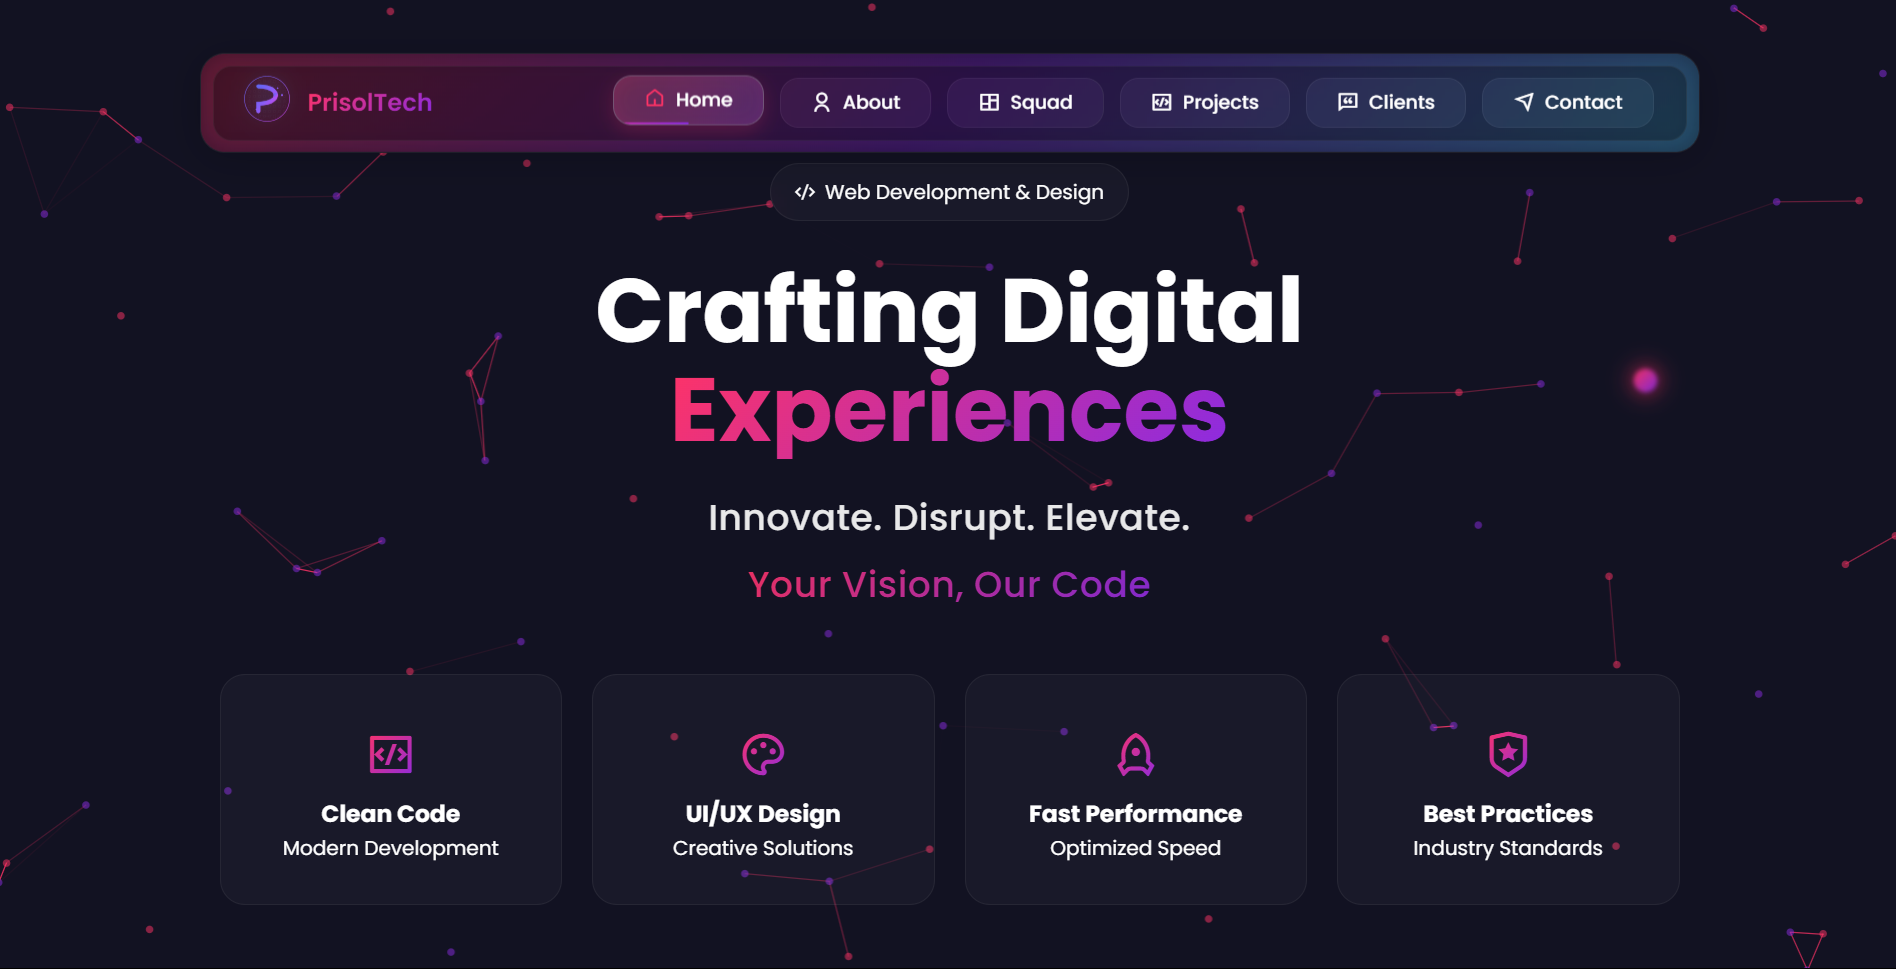 PrisolTech
Home
About
Squad
Projects
Clients
Contact
Web Development & Design
Crafting Digital
Experiences
Innovate. Disrupt. Elevate.
Your Vision, Our Code
Clean Code
Modern Development
UI/UX Design
Creative Solutions
Fast Performance
Optimized Speed
Best Practices
Industry Standards